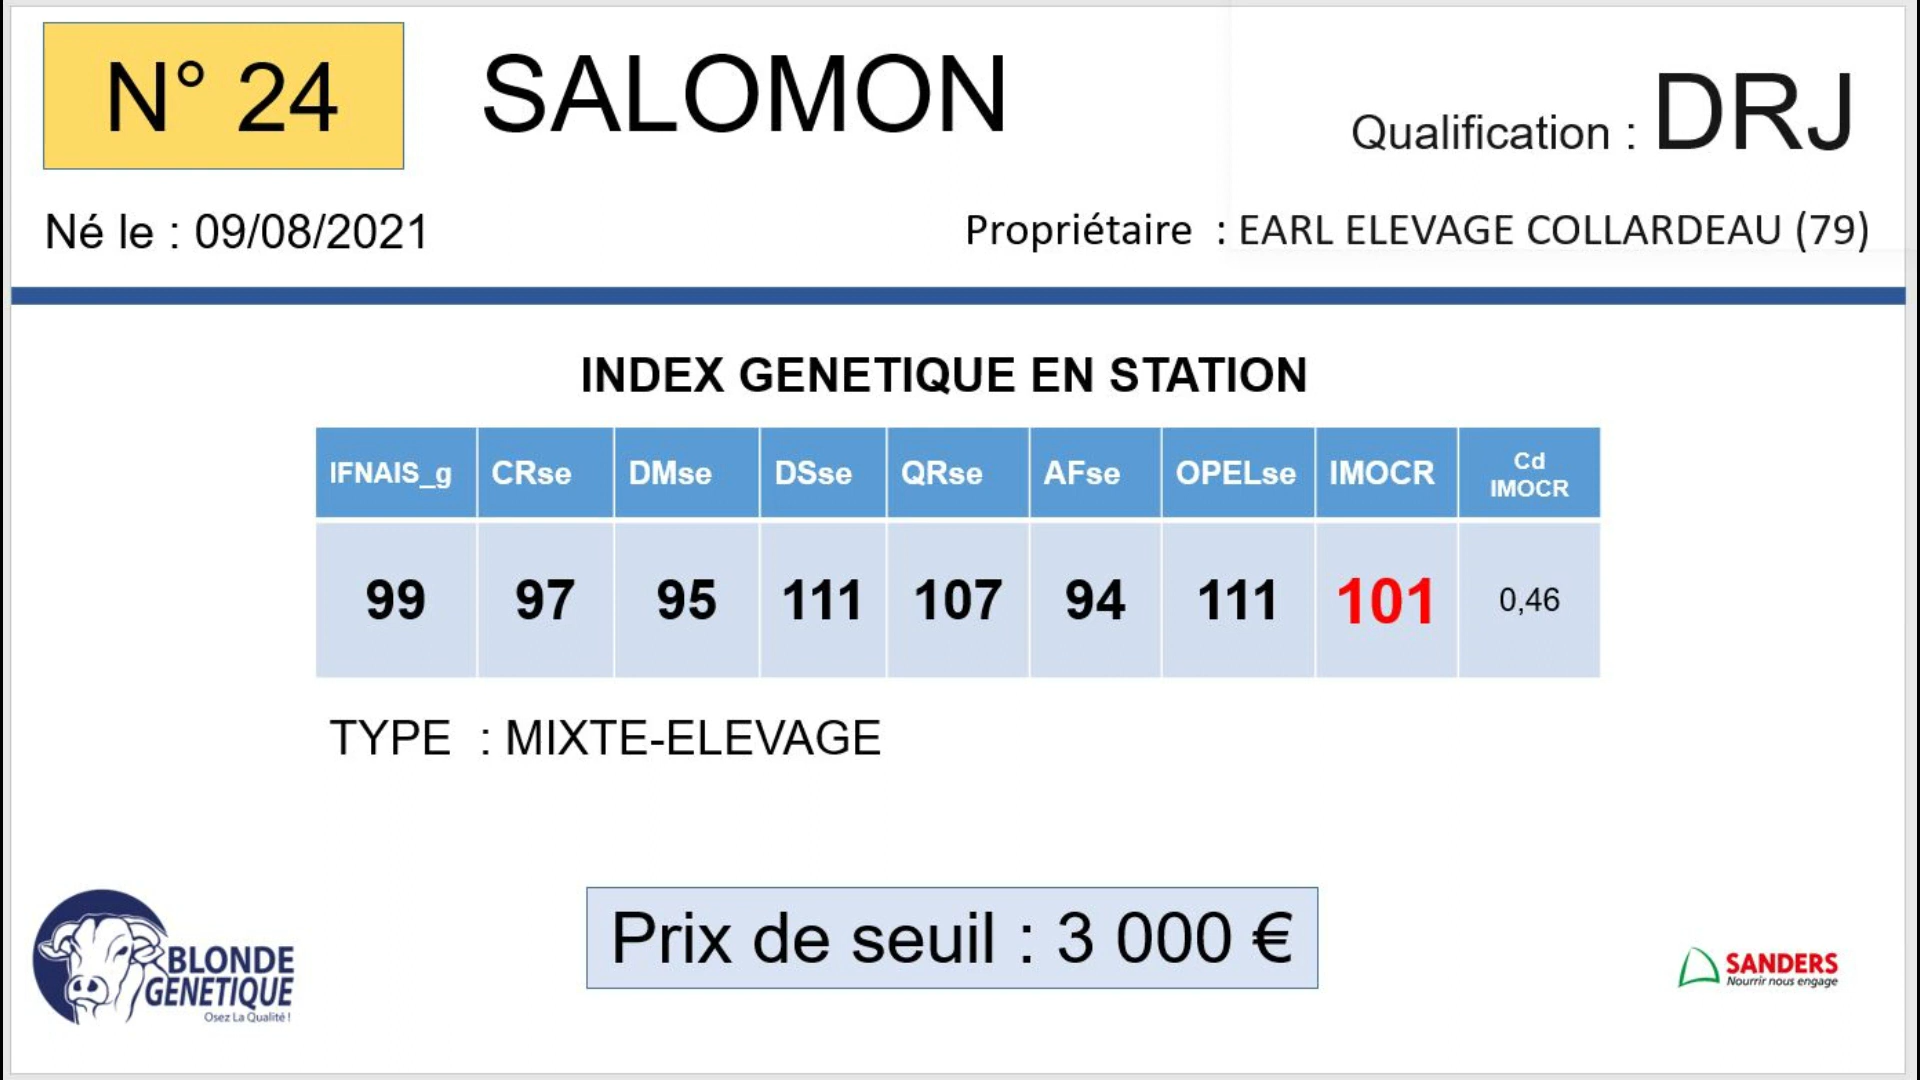 N° 24
SALOMON
Qualification : DRJ
Né le : 09/08/2021
Propriétaire : EARL ELEVAGE COLLARDEAU (79)
INDEX GENETIQUE EN STATION
IFNAIS_g CRse DMse DSse QRse AFse OPELse IMOCR Cd IMOCR
99 97 95 111 107 94 111 101 0,46
TYPE : MIXTE-ELEVAGE
Prix de seuil : 3 000 €
BLONDE
GENETIQUE
Osez La Qualité !
SANDERS
Nourrir nous engage